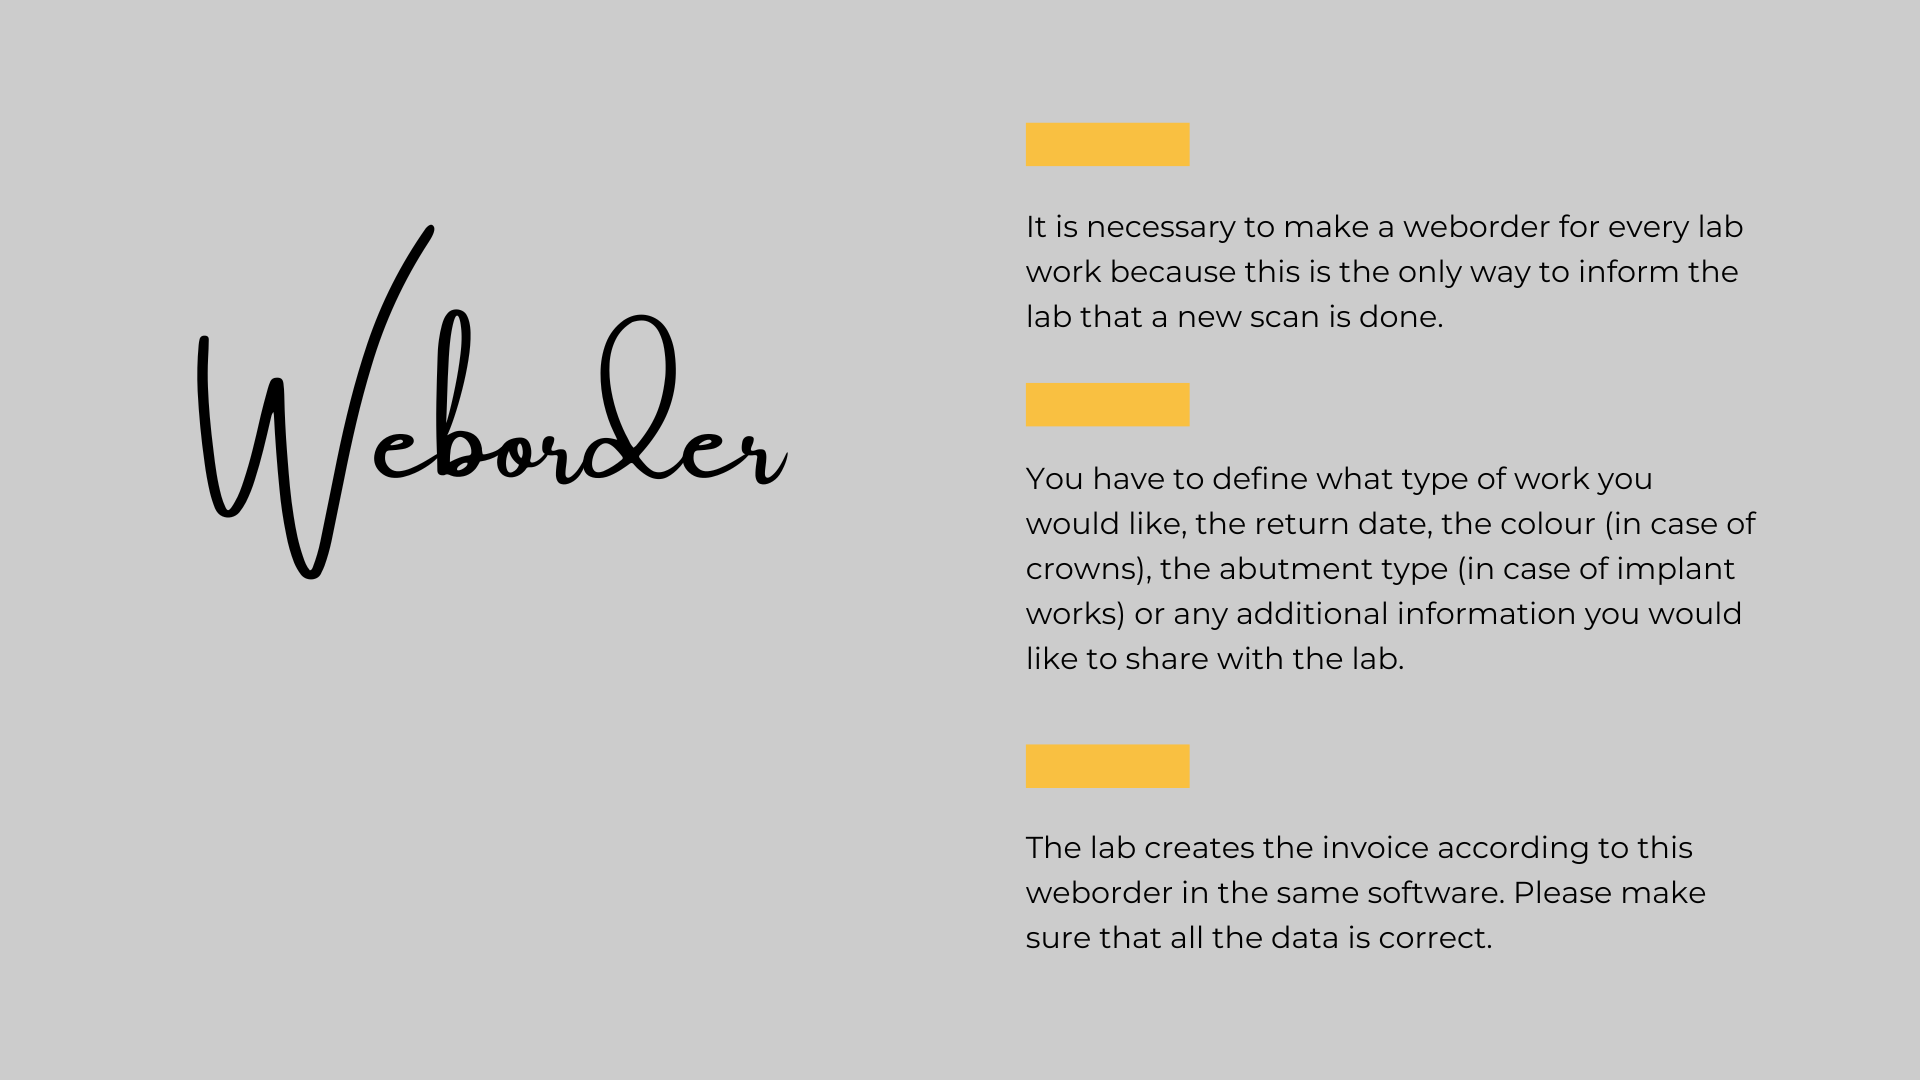 Weborder
It is necessary to make a weborder for every lab
work because this is the only way to inform the
lab that a new scan is done.
You have to define what type of work you
would like, the return date, the colour (in case of
crowns), the abutment type (in case of implant
works) or any additional information you would
like to share with the lab.
The lab creates the invoice according to this
weborder in the same software. Please make
sure that all the data is correct.